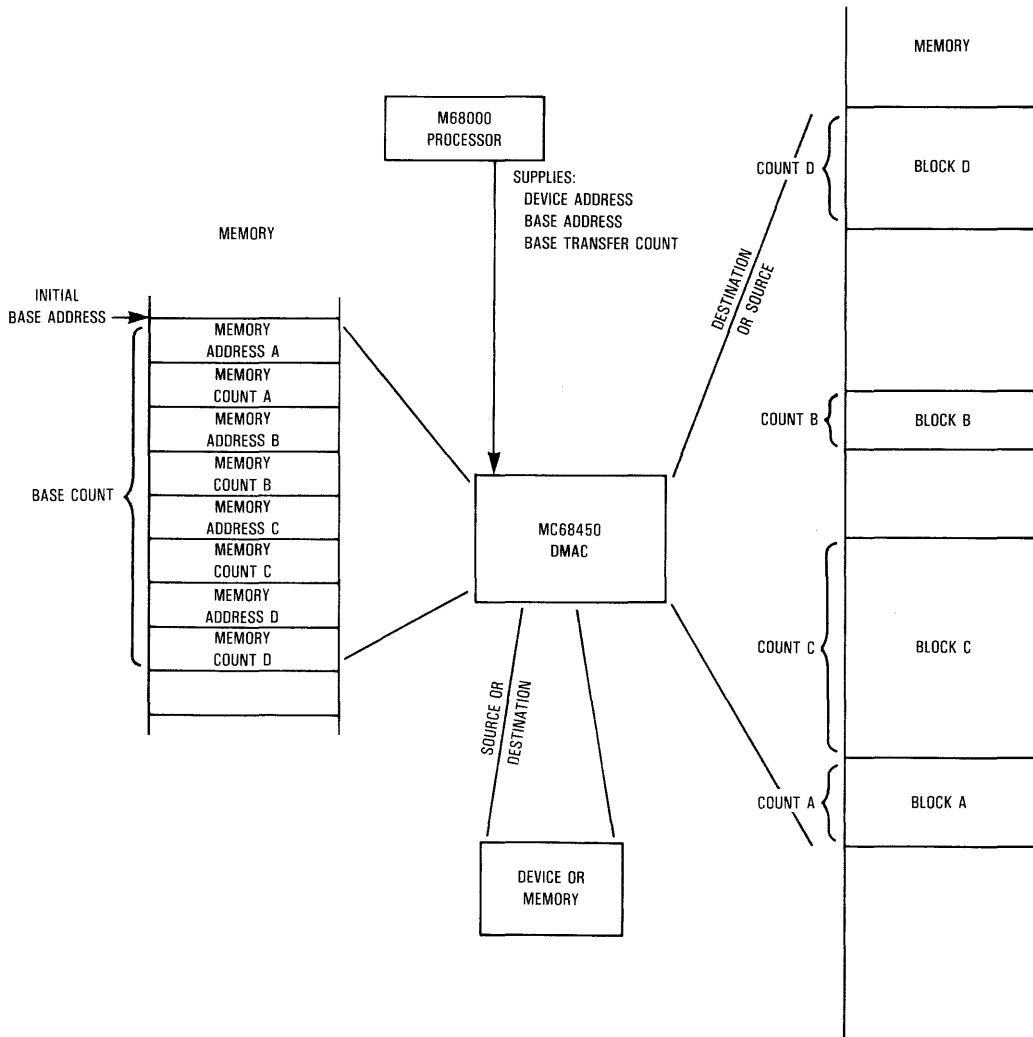 MEMORY
M68000
PROCESSOR
SUPPLIES:
DEVICE ADDRESS
BASE ADDRESS
BASE TRANSFER COUNT
COUNT D
BLOCK D
MEMORY
DESTINATION
OR SOURCE
INITIAL
BASE ADDRESS
MEMORY
ADDRESS A
MEMORY
COUNT A
MEMORY
ADDRESS B
MEMORY
COUNT B
MEMORY
ADDRESS C
MEMORY
COUNT C
MEMORY
ADDRESS D
MEMORY
COUNT D
BASE COUNT
COUNT B
BLOCK B
MC68450
DMAC
COUNT C
BLOCK C
SOURCE OR
DESTINATION
COUNT A
BLOCK A
DEVICE OR
MEMORY